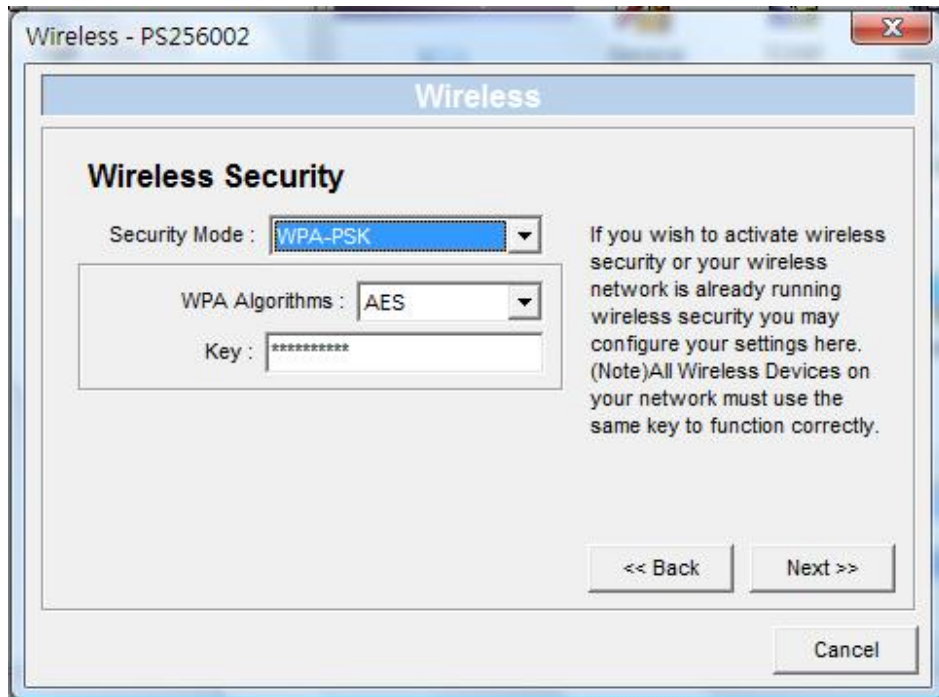 Wireless - PS256002
Wireless
Wireless Security
Security Mode : WPA-PSK
WPA Algorithms : AES
Key : **********
If you wish to activate wireless
security or your wireless
network is already running
wireless security you may
configure your settings here.
(Note)All Wireless Devices on
your network must use the
same key to function correctly.
<< Back
Next >>
Cancel